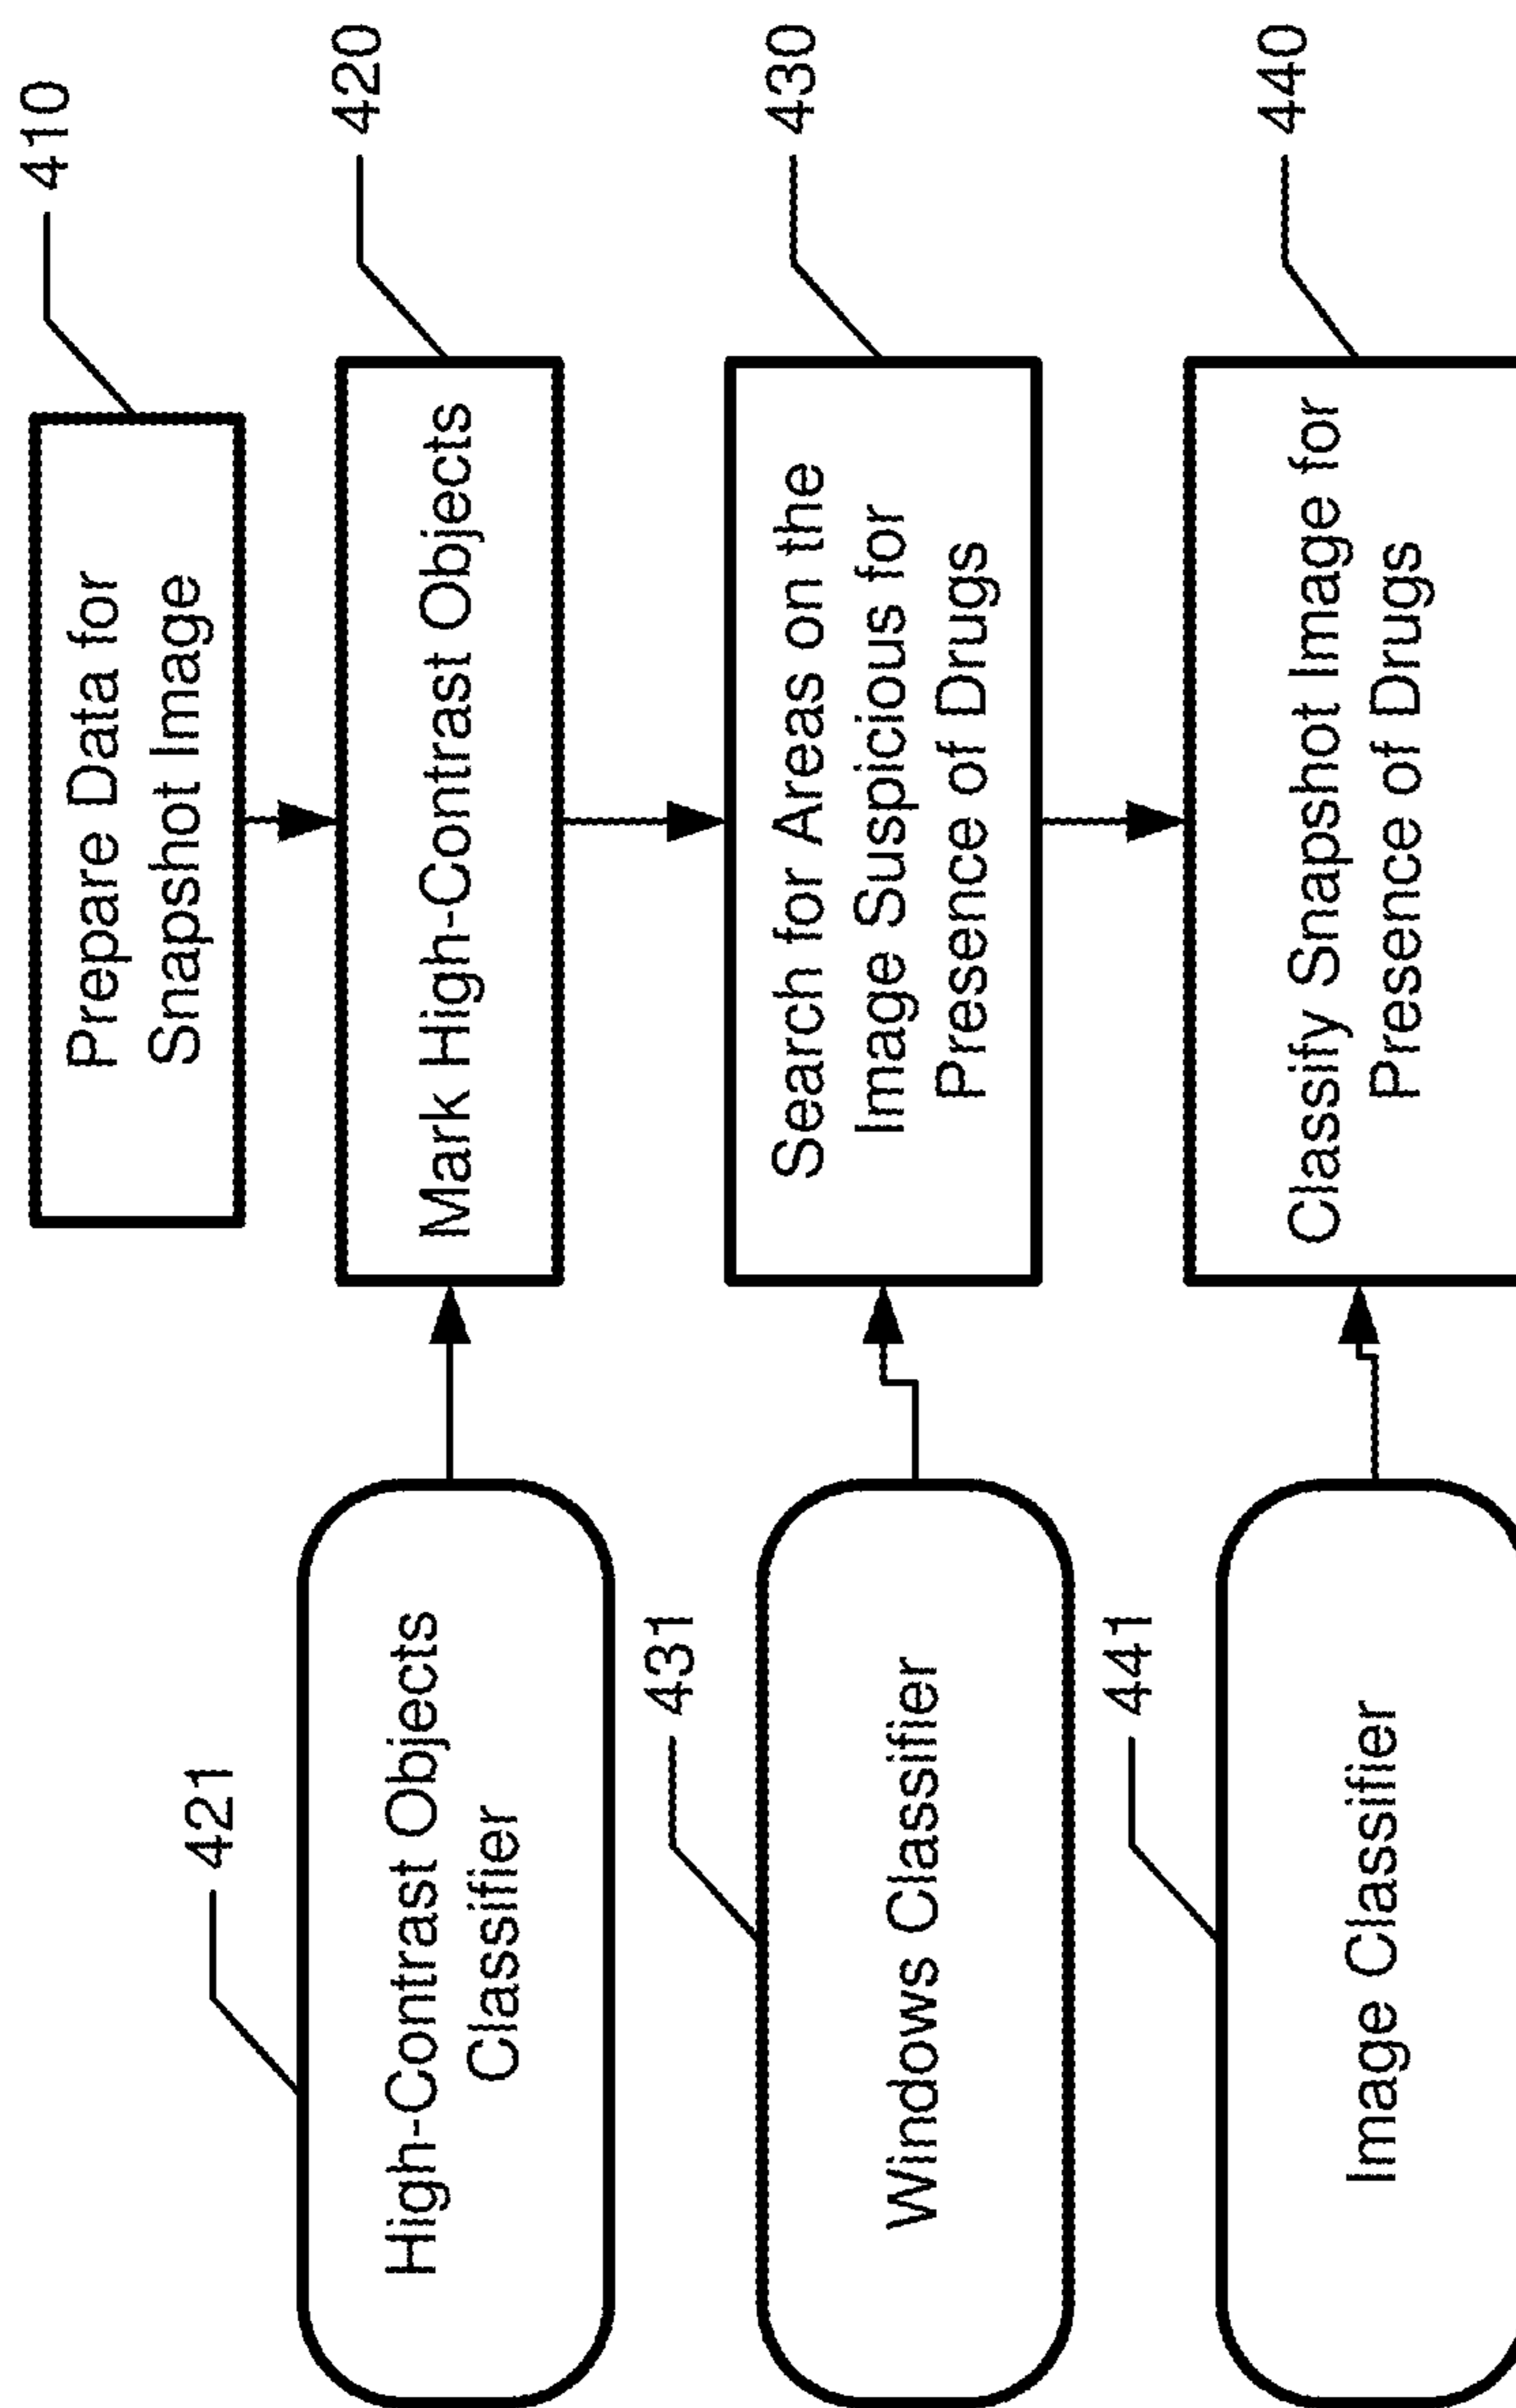 410
Prepare Data for
Snapshot Image
420
Mark High-Contrast Objects
421
High-Contrast Objects
Classifier
430
Search for Areas on the
Image Suspicious for
Presence of Drugs
431
Windows Classifier
440
Classify Snapshot Image for
Presence of Drugs
441
Image Classifier